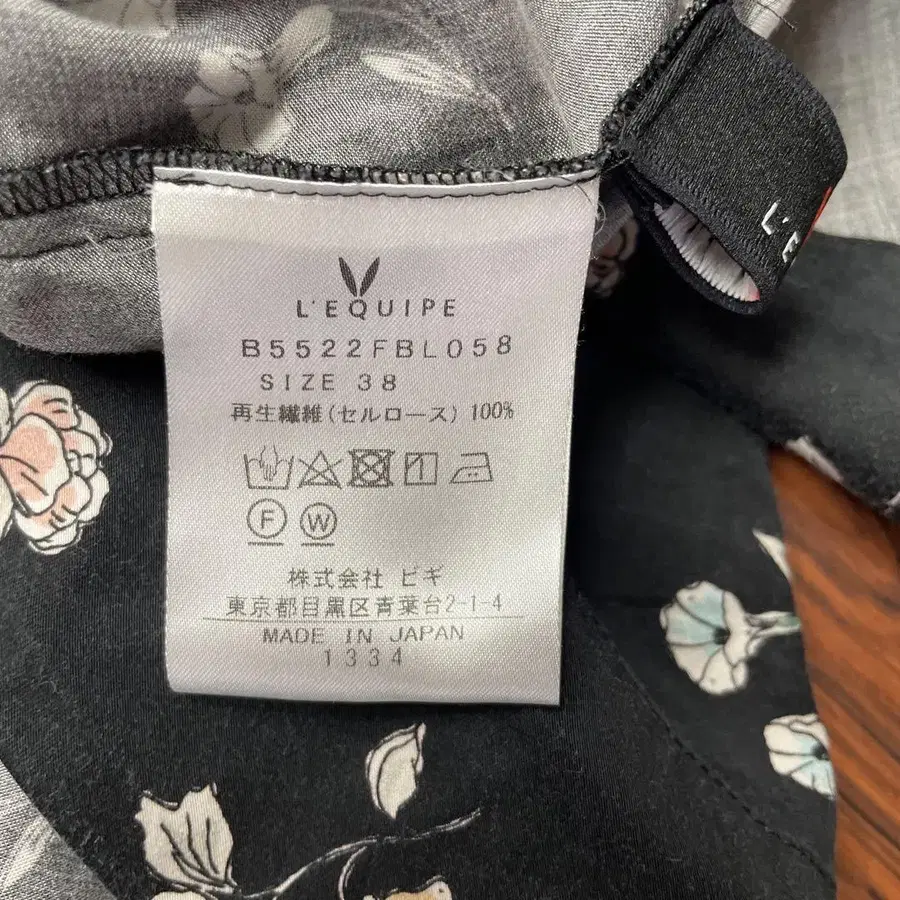 L'EQUIPE
B5522FBL058
SIZE 38
再生繊維(セルロース) 100%
F W
株式会社 ビギ
東京都目黒区青葉台2-1-4
MADE IN JAPAN
1334
L'E